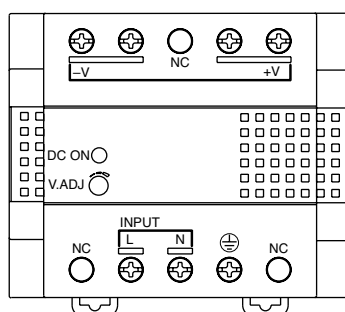 NC
–V +V
DC ON
V.ADJ
INPUT
L N
NC NC